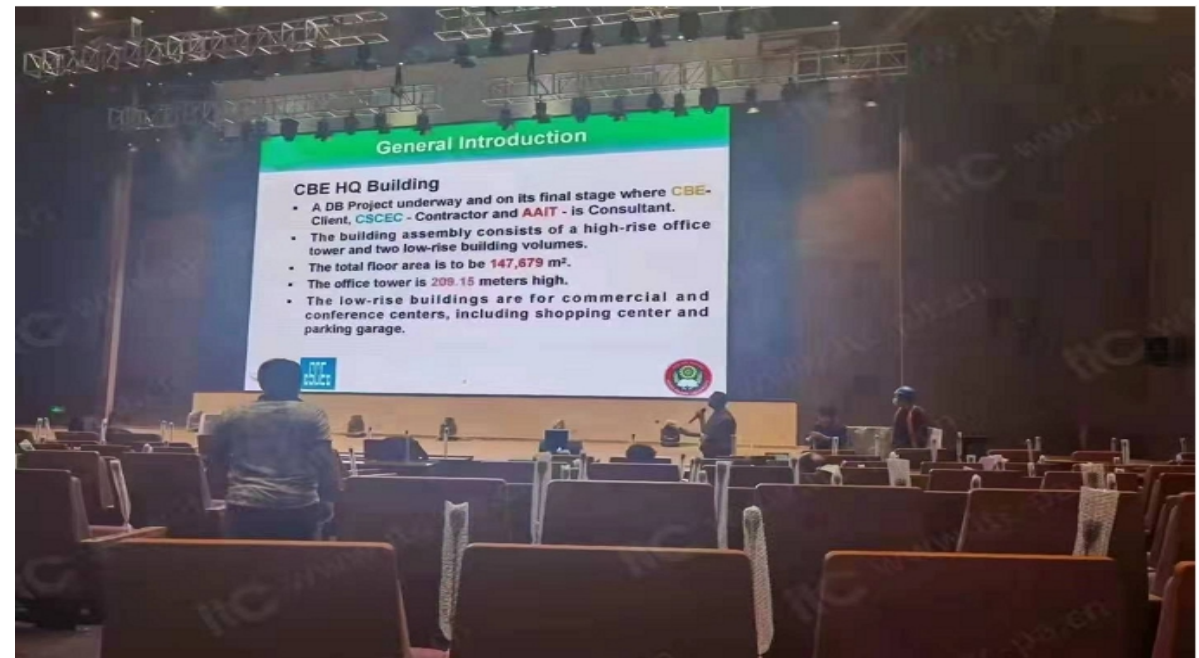 General Introduction
CBE HQ Building
• A DB Project underway and on its final stage where CBE-
Client, CSCEC - Contractor and AAIT - is Consultant.
• The building assembly consists of a high-rise office
tower and two low-rise building volumes.
• The total floor area is to be 147,679 m².
• The office tower is 209.15 meters high.
• The low-rise buildings are for commercial and
conference centers, including shopping center and
parking garage.
itC